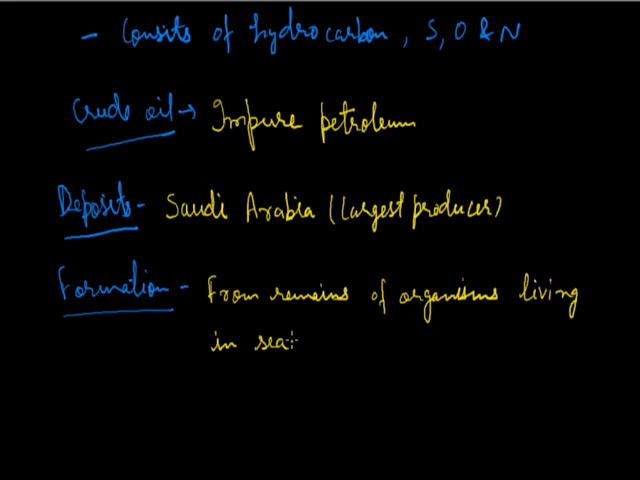 - Consits of hydrocarbon, S, O & N
Crude oil → Impure petroleum
Deposits - Saudi Arabia (largest producer)
Formation - From remains of organisms living
in sea